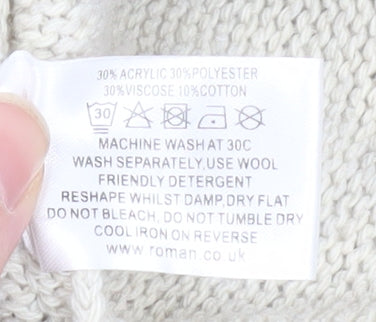 30% ACRYLIC 30%POLYESTER
30%VISCOSE 10%COTTON
30
MACHINE WASH AT 30C
WASH SEPARATELY,USE WOOL
FRIENDLY DETERGENT
RESHAPE WHILST DAMP,DRY FLAT
DO NOT BLEACH, DO NOT TUMBLE DRY
COOL IRON ON REVERSE
www.roman.co.uk